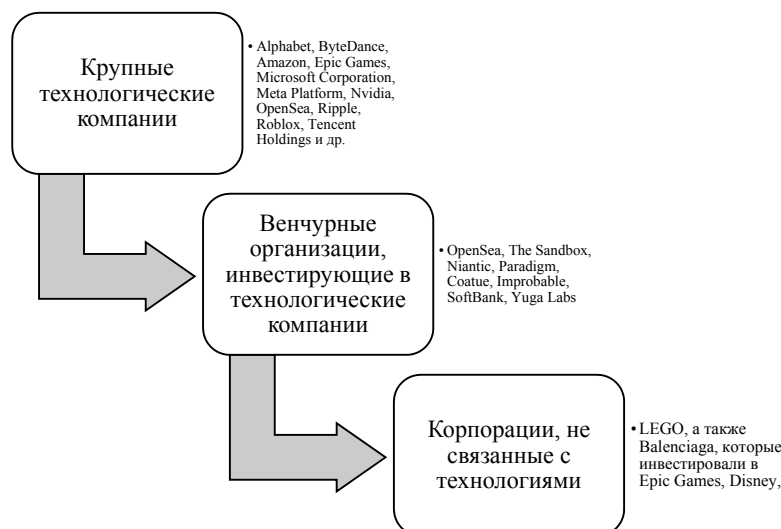 Крупные
технологические
компании
• Alphabet, ByteDance,
Amazon, Epic Games,
Microsoft Corporation,
Meta Platform, Nvidia,
OpenSea, Ripple,
Roblox, Tencent
Holdings и др.
Венчурные
организации,
инвестирующие в
технологические
компании
• OpenSea, The Sandbox,
Niantic, Paradigm,
Coatue, Improbable,
SoftBank, Yuga Labs
Корпорации, не
связанные с
технологиями
• LEGO, а также
Balenciaga, которые
инвестировали в
Epic Games, Disney,